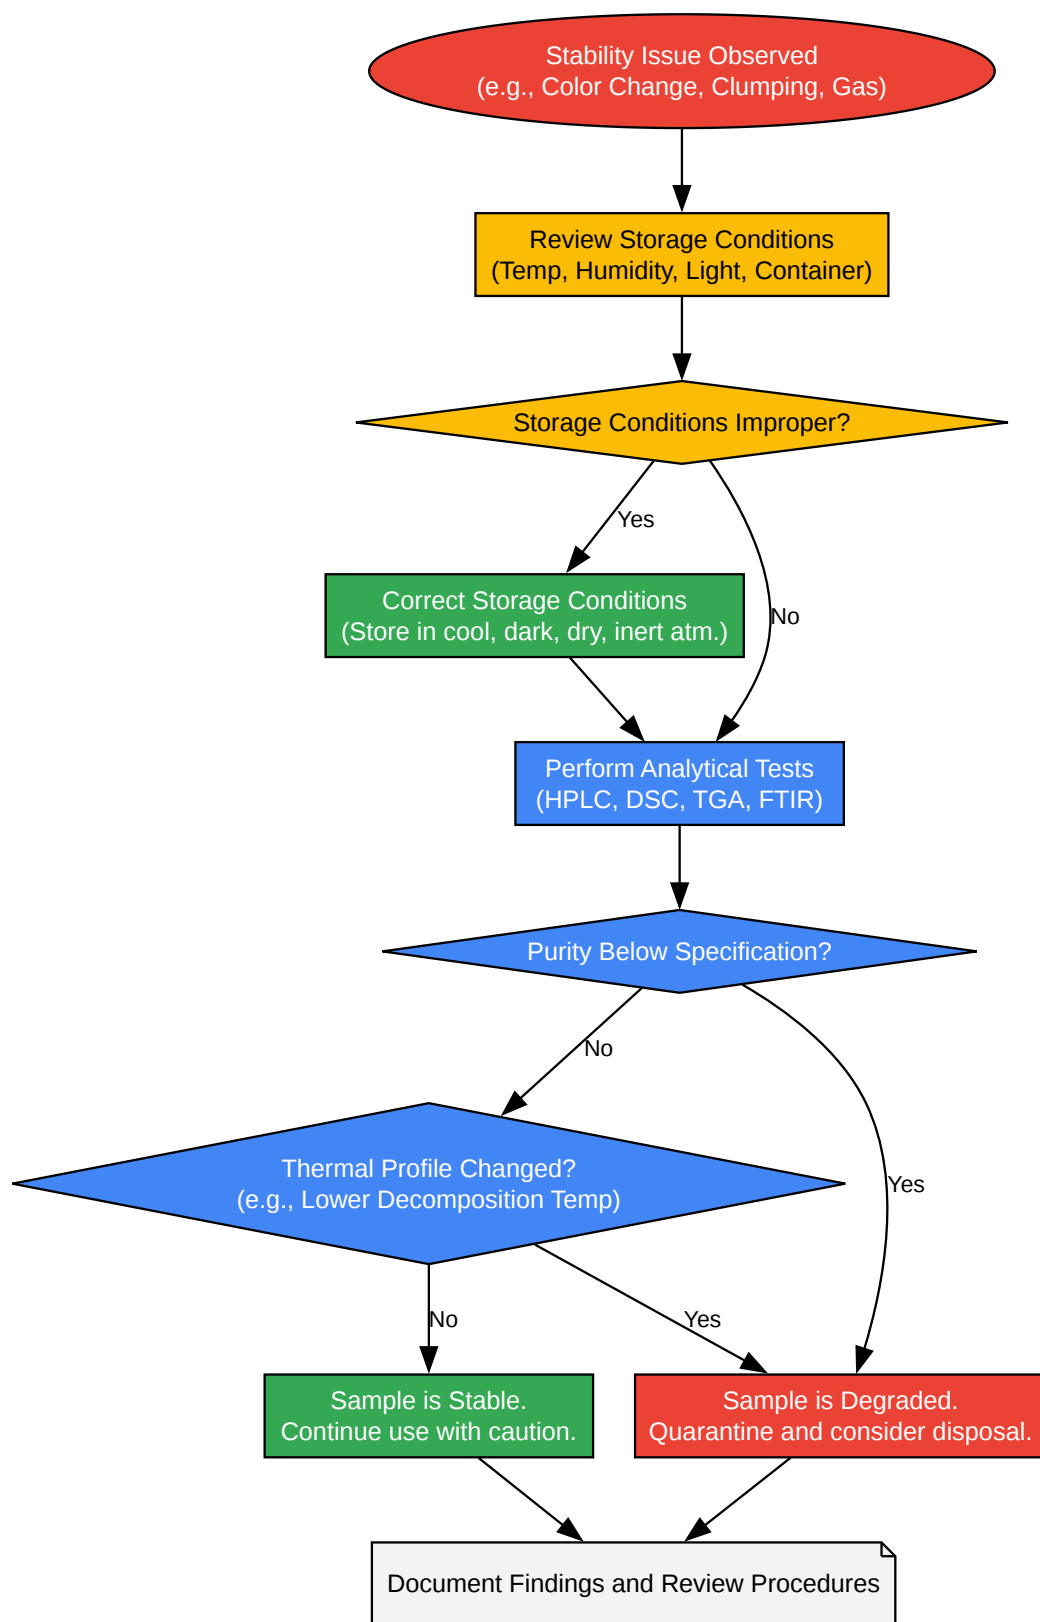 Stability Issue Observed
(e.g., Color Change, Clumping, Gas)
Review Storage Conditions
(Temp, Humidity, Light, Container)
Storage Conditions Improper?
Yes
Correct Storage Conditions
(Store in cool, dark, dry, inert atm.)
No
Perform Analytical Tests
(HPLC, DSC, TGA, FTIR)
Purity Below Specification?
No
Thermal Profile Changed?
(e.g., Lower Decomposition Temp)
Yes
No
Yes
Sample is Stable.
Continue use with caution.
Sample is Degraded.
Quarantine and consider disposal.
Document Findings and Review Procedures